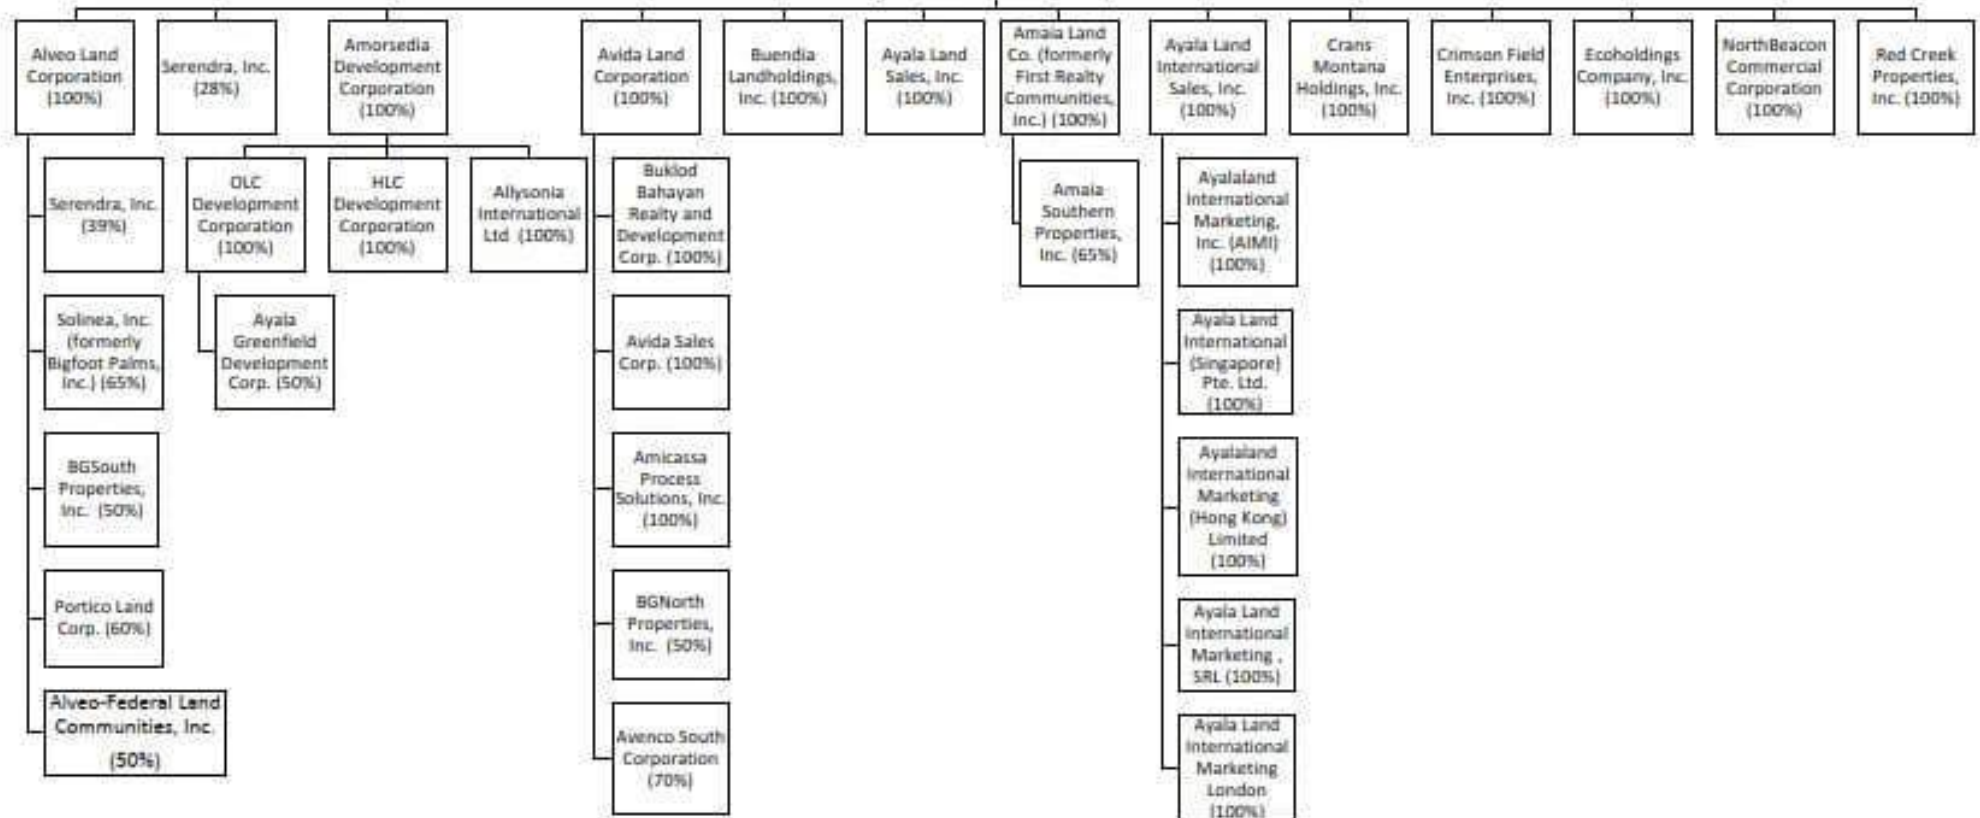 Alveo Land
Corporation
(100%)
Serendra, Inc.
(28%)
Amorsedia
Development
Corporation
(100%)
Avida Land
Corporation
(100%)
Buendia
Landholdings,
Inc. (100%)
Ayala Land
Sales, Inc.
(100%)
Amaia Land
Co. (formerly
First Realty
Communities,
Inc.) (100%)
Ayala Land
International
Sales, Inc.
(100%)
Crans
Montana
Holdings, Inc.
(100%)
Crimson Field
Enterprises,
Inc. (100%)
Ecoholdings
Company, Inc.
(100%)
NorthBeacon
Commercial
Corporation
(100%)
Red Creek
Properties,
Inc. (100%)
Serendra, Inc.
(39%)
OLC
Development
Corporation
(100%)
HLC
Development
Corporation
(100%)
Allysonia
International
Ltd (100%)
Buklod
Bahayan
Realty and
Development
Corp. (100%)
Amaia
Southern
Properties,
Inc. (65%)
Ayalaland
International
Marketing,
Inc. (AIMI)
(100%)
Solinea, Inc.
(formerly
Bigfoot Palms,
Inc.) (65%)
Ayala
Greenfield
Development
Corp. (50%)
Avida Sales
Corp. (100%)
Ayala Land
International
(Singapore)
Pte. Ltd.
(100%)
BGSouth
Properties,
Inc. (50%)
Amicassa
Process
Solutions, Inc.
(100%)
Ayalaland
International
Marketing
(Hong Kong)
Limited
(100%)
Portico Land
Corp. (60%)
BGNorth
Properties,
Inc. (50%)
Ayala Land
International
Marketing ,
SRL (100%)
Alveo-Federal Land
Communities, Inc.
(50%)
Avenco South
Corporation
(70%)
Ayala Land
International
Marketing
London
(100%)